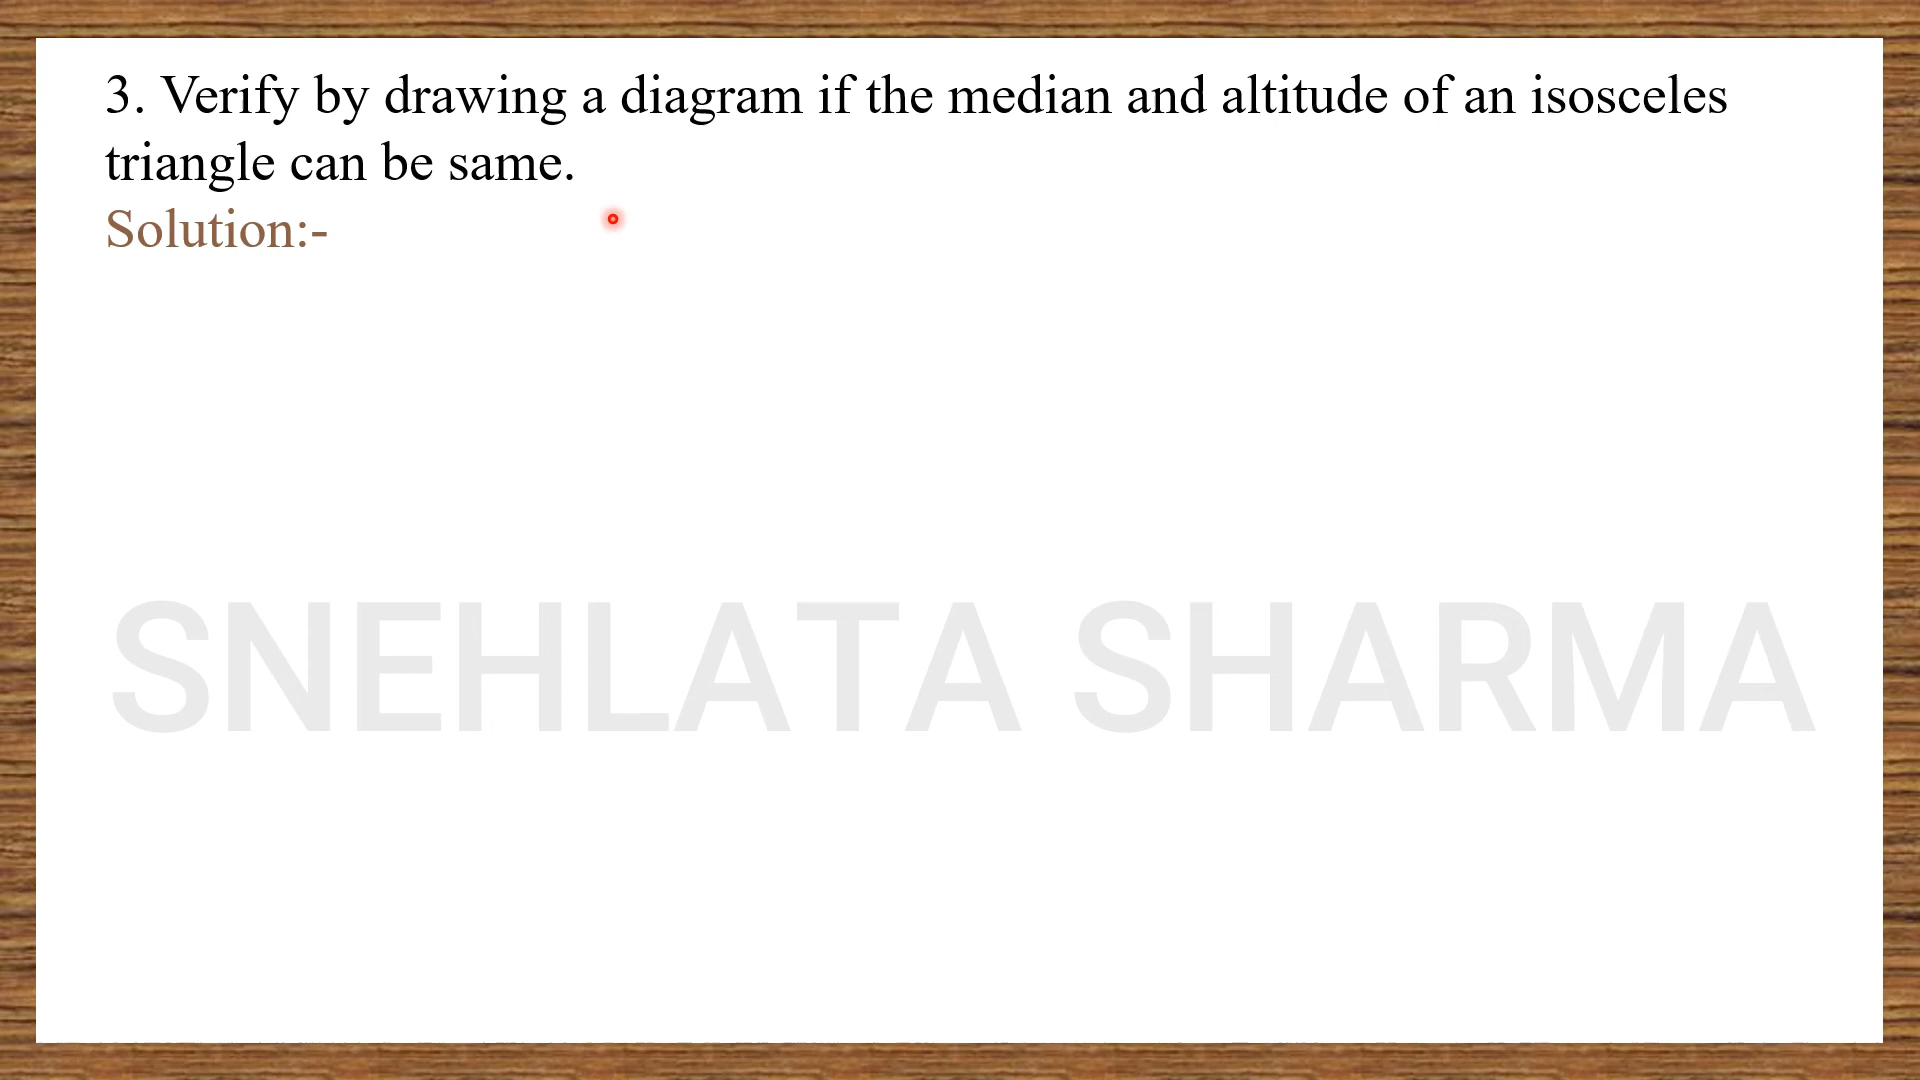 3. Verify by drawing a diagram if the median and altitude of an isosceles
triangle can be same.
Solution:-
SNEHLATA SHARMA